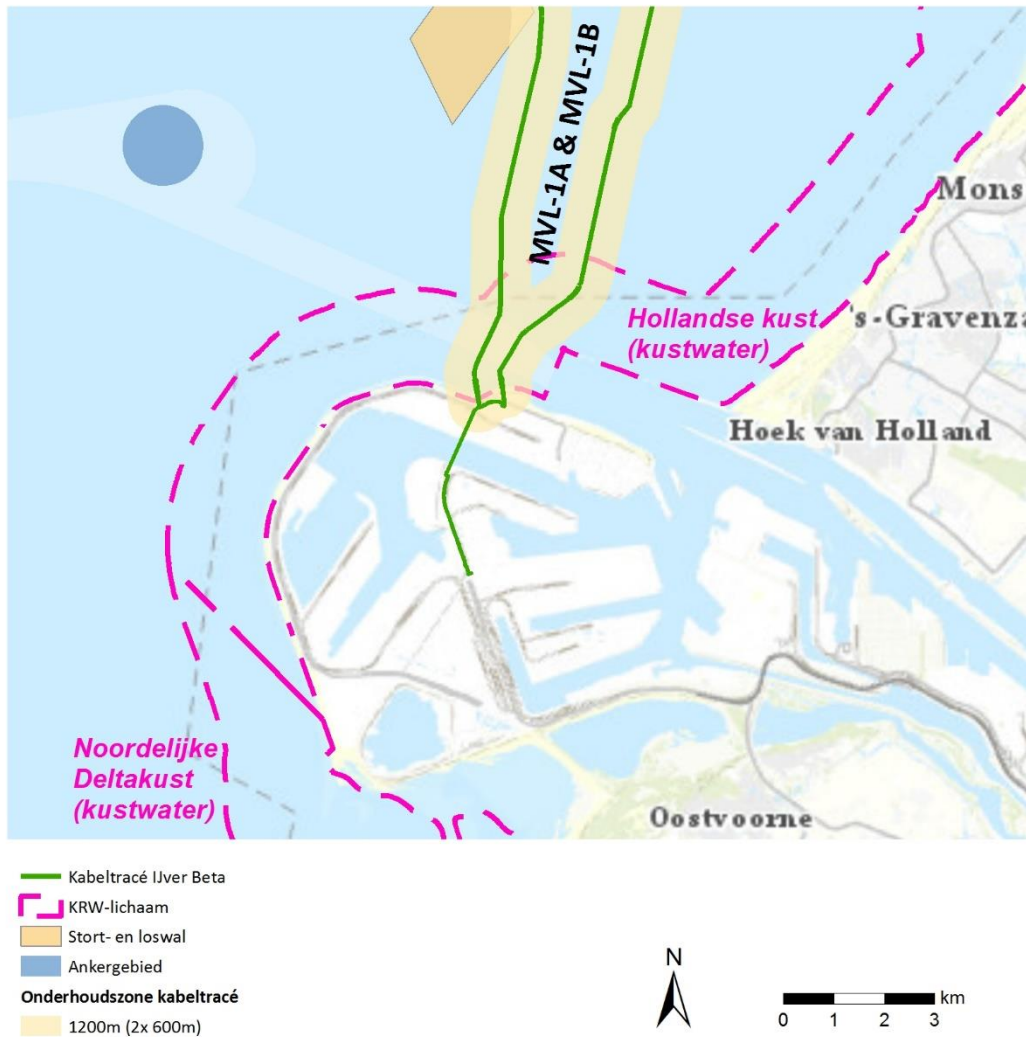 MVL-1A & MVL-1B
Mons
Hollandse kust
(kustwater)
's-Gravenza
Hoek van Holland
Noordelijke
Deltakust
(kustwater)
Oostvoorne
Kabeltracé IJver Beta
KRW-lichaam
Stort- en loswal
Ankergebied
Onderhoudszone kabeltracé
1200m (2x 600m)
N
km
0 1 2 3